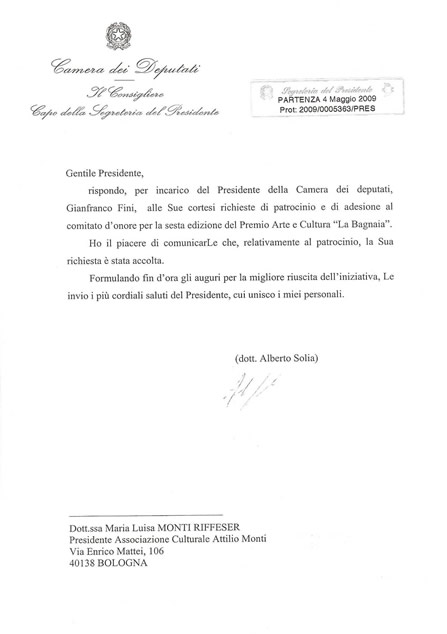 Camera dei Deputati
Il Consigliere
Capo della Segreteria del Presidente
Segreteria del Presidente
PARTENZA 4 Maggio 2009
Prot: 2009/0005363/PRES
Gentile Presidente,
rispondo, per incarico del Presidente della Camera dei deputati,
Gianfranco Fini, alle Sue cortesi richieste di patrocinio e di adesione al
comitato d'onore per la sesta edizione del Premio Arte e Cultura “La Bagnaia”.
Ho il piacere di comunicarLe che, relativamente al patrocinio, la Sua
richiesta è stata accolta.
Formulando fin d'ora gli auguri per la migliore riuscita dell'iniziativa, Le
invio i più cordiali saluti del Presidente, cui unisco i miei personali.
(dott. Alberto Solia)
Dott.ssa Maria Luisa MONTI RIFFESER
Presidente Associazione Culturale Attilio Monti
Via Enrico Mattei, 106
40138 BOLOGNA